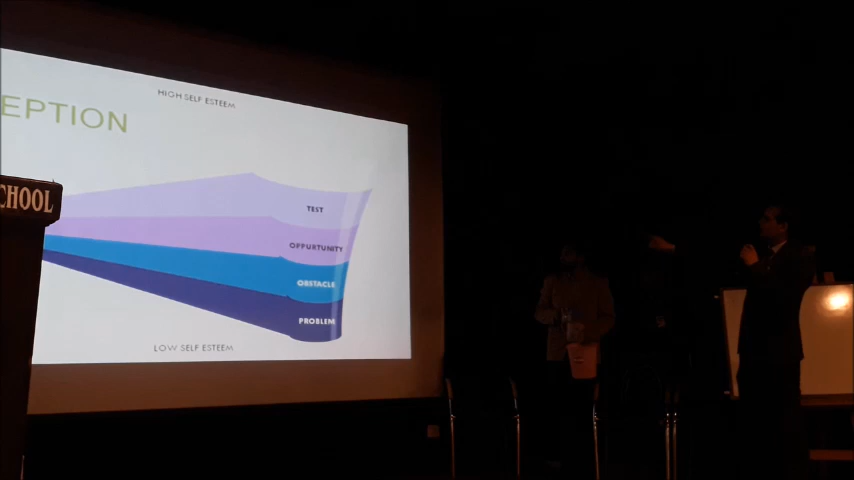 HIGH SELF ESTEEM
EPTION
CHOOL
TEST
OPPURTUNITY
OBSTACLE
PROBLEM
LOW SELF ESTEEM